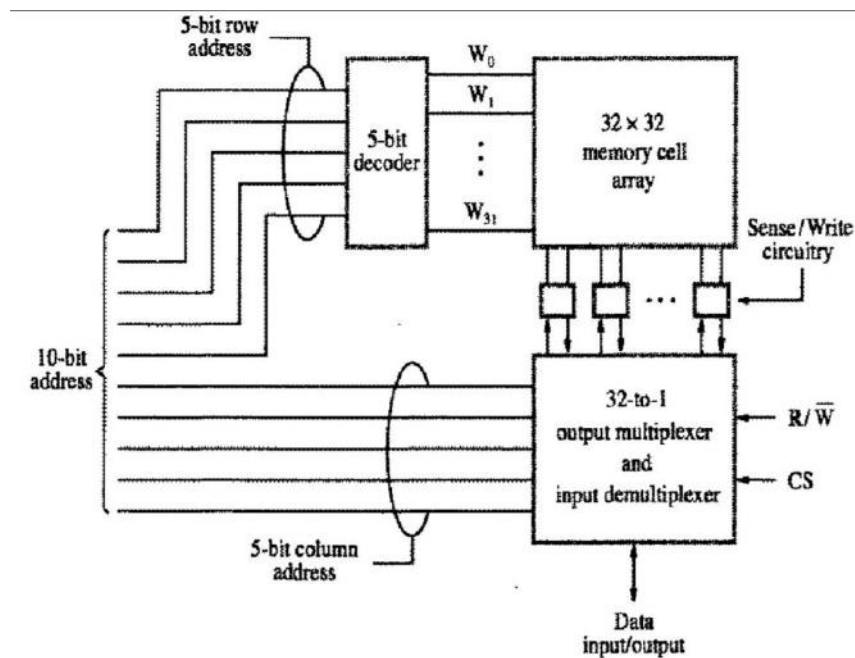 5-bit row
address
W0
W1
5-bit
decoder
W31
32 × 32
memory cell
array
Sense/Write
circuitry
...
10-bit
address
32-to-1
output multiplexer
and
input demultiplexer
R/W̅
CS
5-bit column
address
Data
input/output